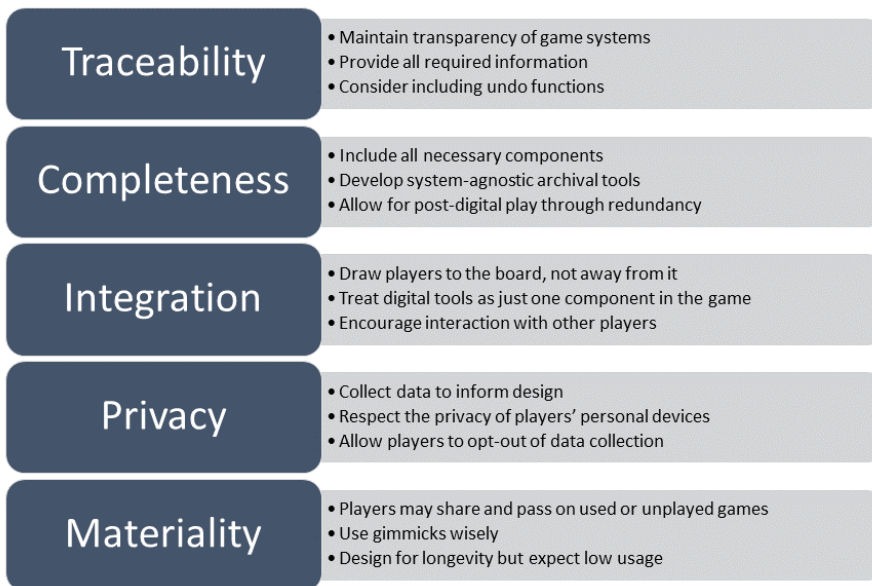 Traceability
• Maintain transparency of game systems
• Provide all required information
• Consider including undo functions
Completeness
• Include all necessary components
• Develop system-agnostic archival tools
• Allow for post-digital play through redundancy
Integration
• Draw players to the board, not away from it
• Treat digital tools as just one component in the game
• Encourage interaction with other players
Privacy
• Collect data to inform design
• Respect the privacy of players’ personal devices
• Allow players to opt-out of data collection
Materiality
• Players may share and pass on used or unplayed games
• Use gimmicks wisely
• Design for longevity but expect low usage